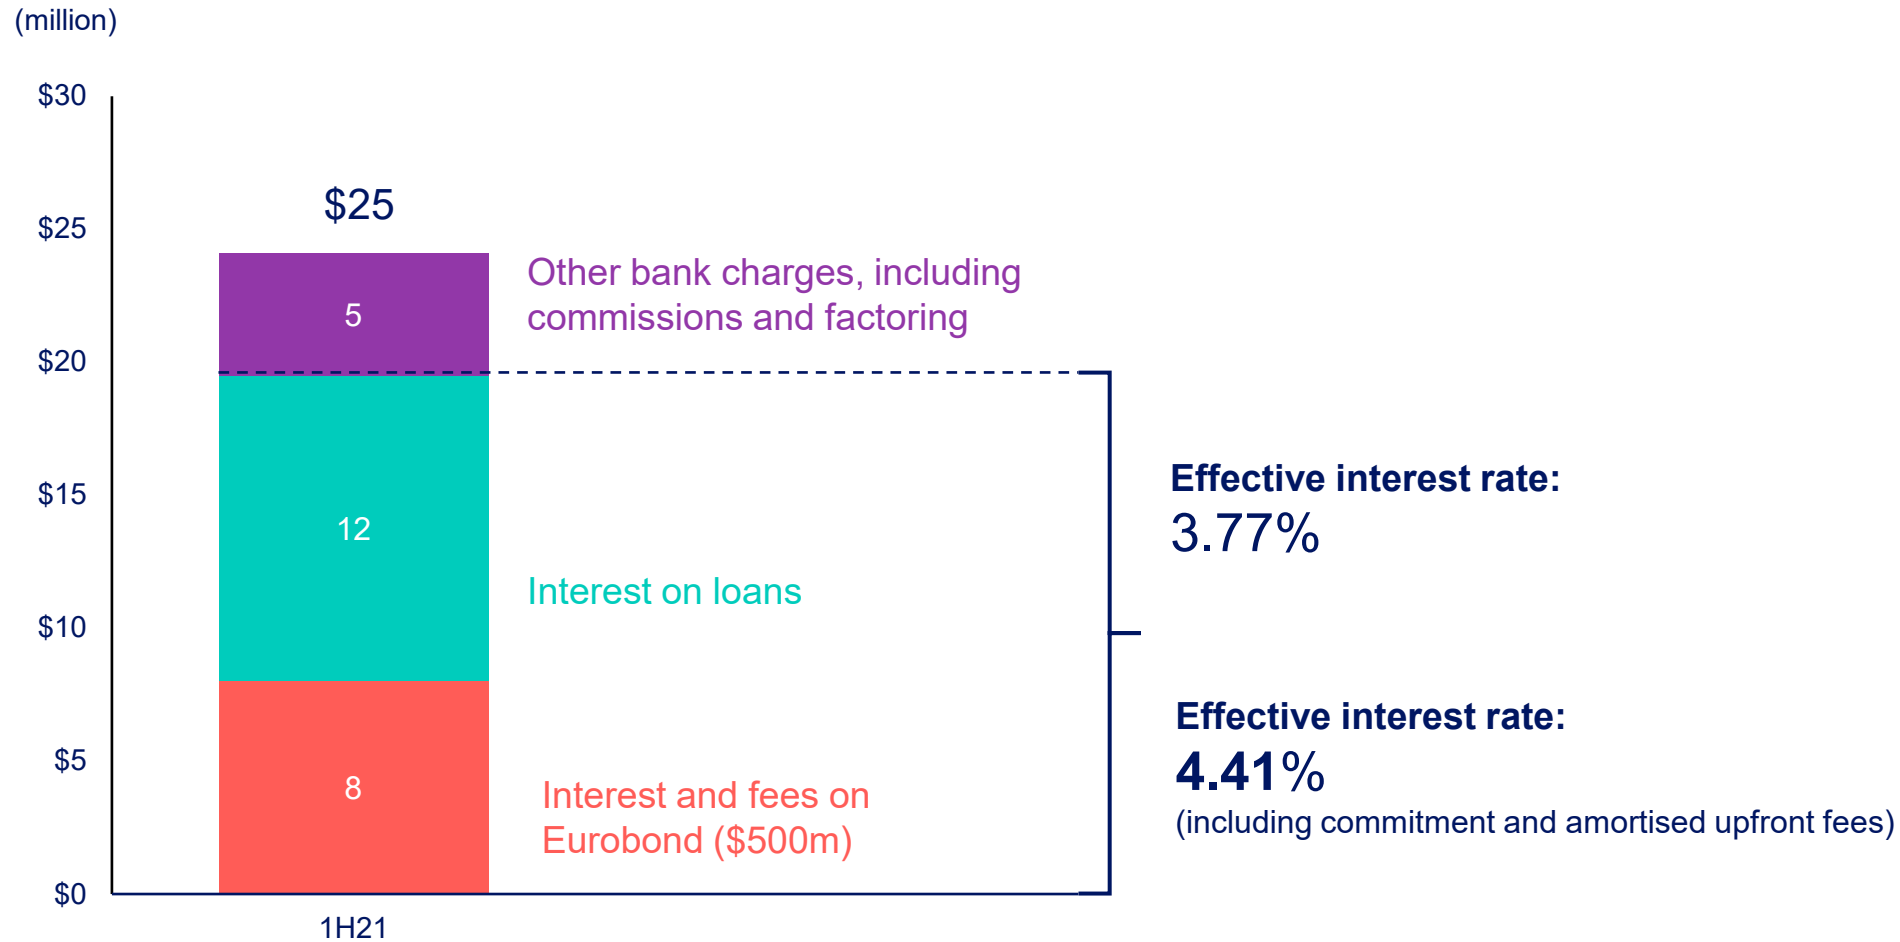 (million)
$30
$25
$20
$15
$10
$5
$0
$25
5
12
8
1H21
Other bank charges, including
commissions and factoring
Interest on loans
Interest and fees on
Eurobond ($500m)
Effective interest rate:
3.77%
Effective interest rate:
4.41%
(including commitment and amortised upfront fees)